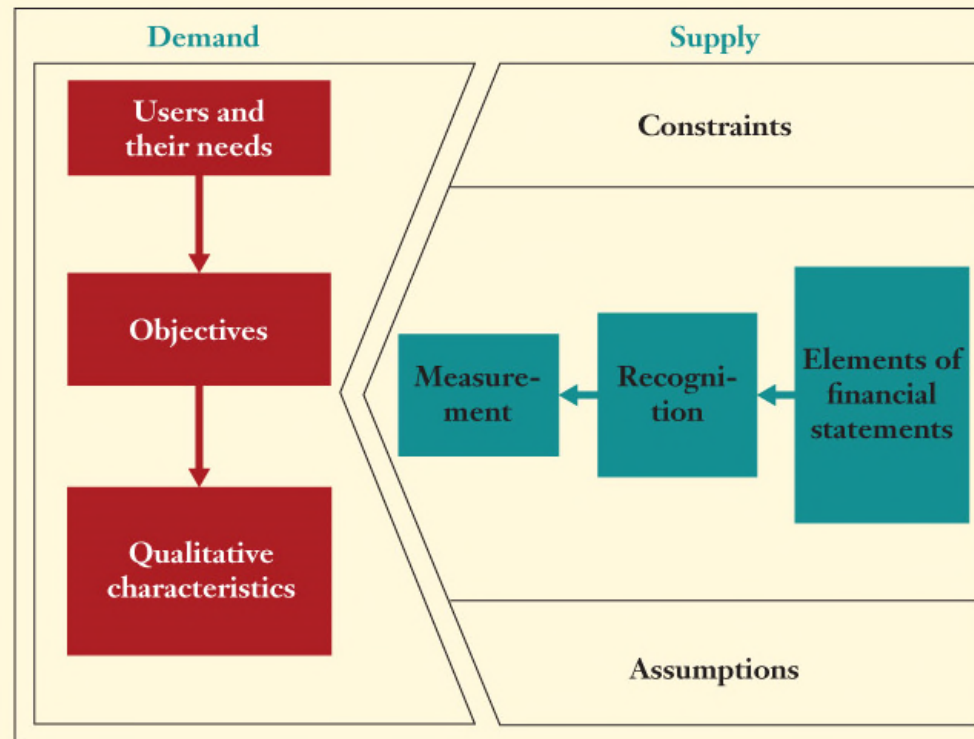 Demand
Users and
their needs
Objectives
Qualitative
characteristics
Supply
Constraints
Measure-
ment
Recogni-
tion
Elements of
financial
statements
Assumptions